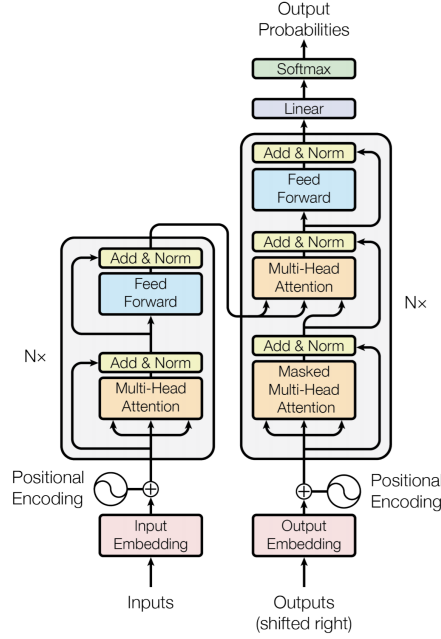 Output
Probabilities
Softmax
Linear
Add & Norm
Feed
Forward
Add & Norm
Multi-Head
Attention
Add & Norm
Masked
Multi-Head
Attention
N×
Add & Norm
Feed
Forward
Add & Norm
Multi-Head
Attention
N×
Positional
Encoding
Positional
Encoding
Input
Embedding
Output
Embedding
Inputs
Outputs
(shifted right)